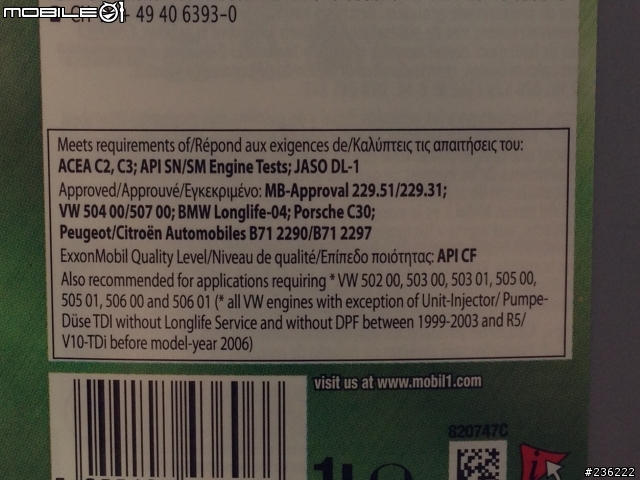 MOBILE01
CH + 49 40 6393-0
Meets requirements of/Répond aux exigences de/Καλύπτεις τις απαιτήσεις του:
ACEA C2, C3; API SN/SM Engine Tests; JASO DL-1
Approved/Approuvé/Εγκεκριμένο: MB-Approval 229.51/229.31;
VW 504 00/507 00; BMW Longlife-04; Porsche C30;
Peugeot/Citroën Automobiles B71 2290/B71 2297
ExxonMobil Quality Level/Niveau de qualité/Επίπεδο ποιότητας: API CF
Also recommended for applications requiring * VW 502 00, 503 00, 503 01, 505 00,
505 01, 506 00 and 506 01 (* all VW engines with exception of Unit-Injector/ Pumpe-
Düse TDI without Longlife Service and without DPF between 1999-2003 and R5/
V10-TDi before model-year 2006)
visit us at www.mobil1.com
820747C
1L
#236222